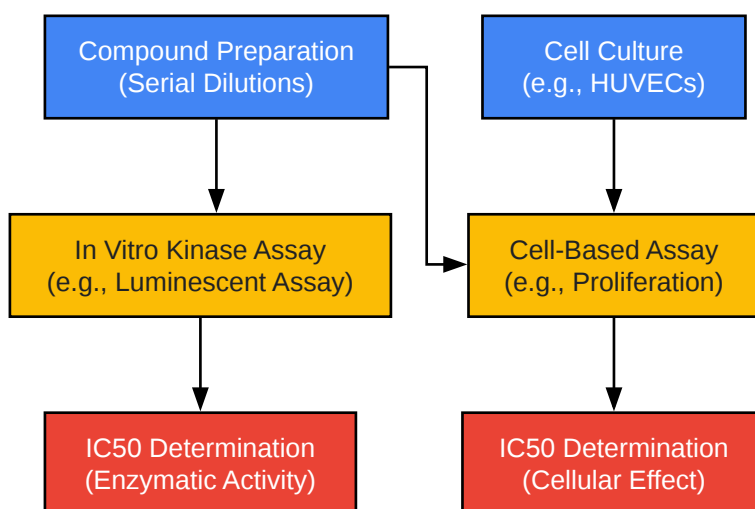 Compound Preparation
(Serial Dilutions)
Cell Culture
(e.g., HUVECs)
In Vitro Kinase Assay
(e.g., Luminescent Assay)
Cell-Based Assay
(e.g., Proliferation)
IC50 Determination
(Enzymatic Activity)
IC50 Determination
(Cellular Effect)